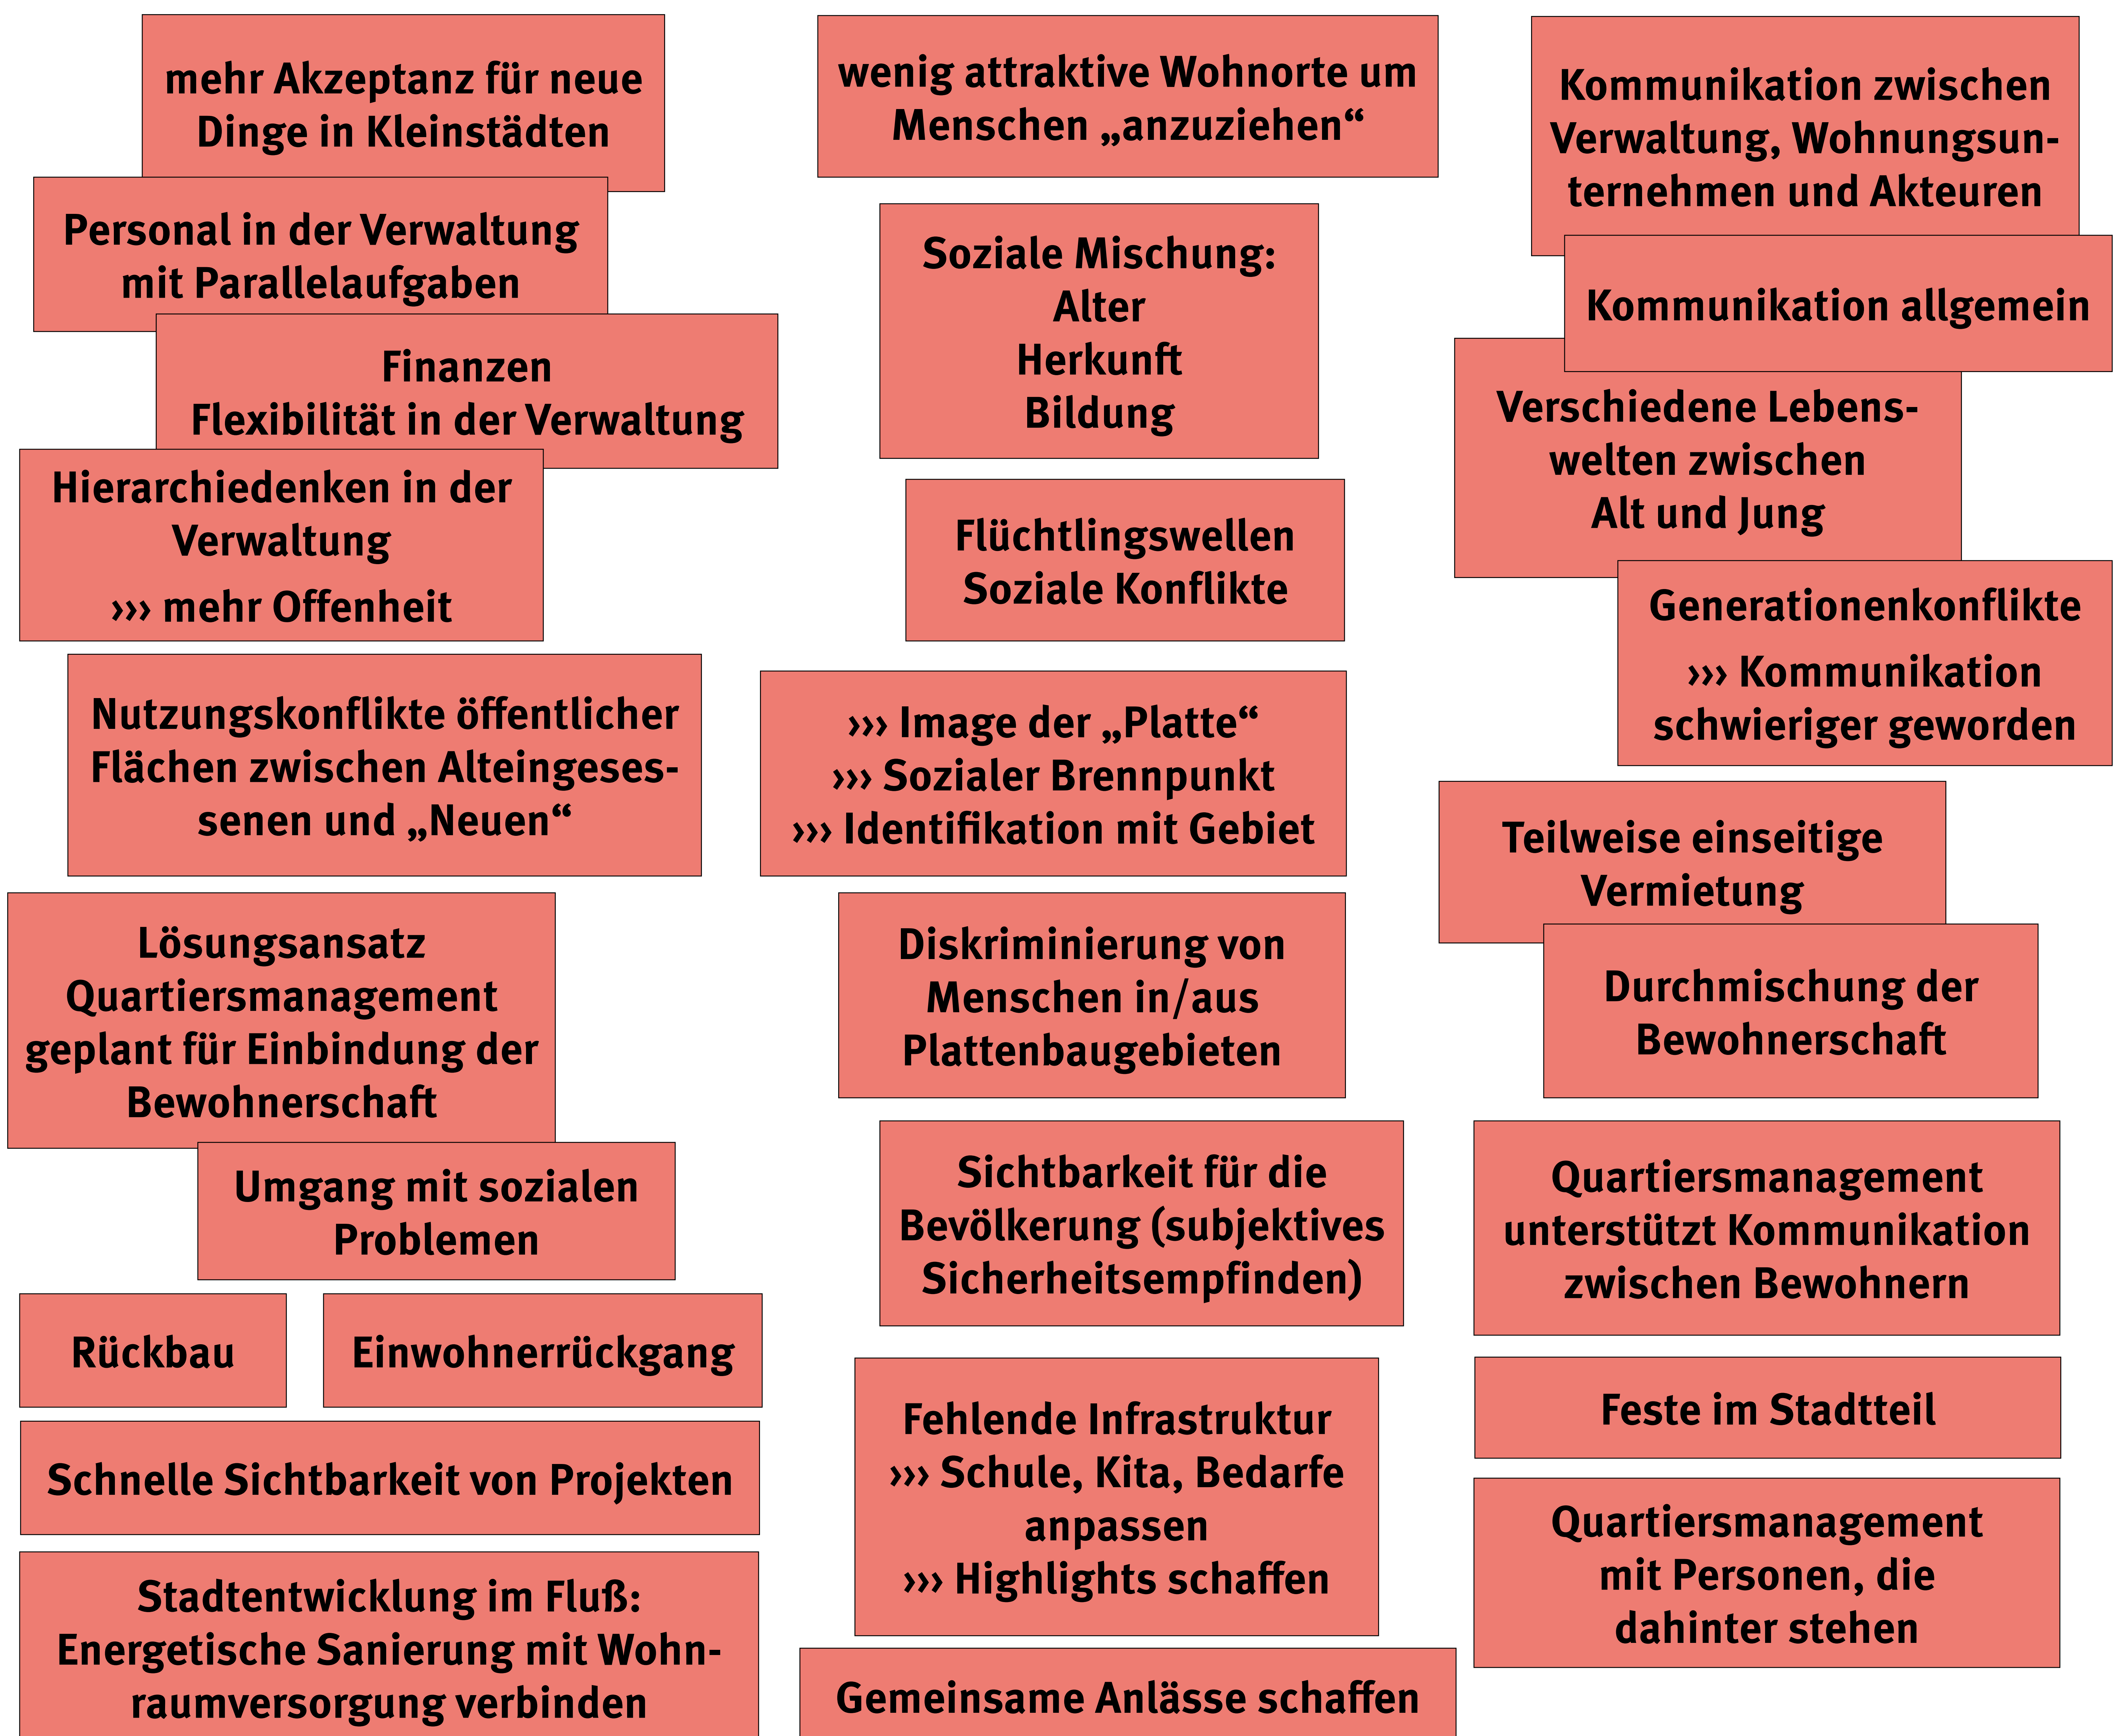 mehr Akzeptanz für neue
Dinge in Kleinstädten
Personal in der Verwaltung
mit Parallelaufgaben
Finanzen
Flexibilität in der Verwaltung
Hierarchiedenken in der
Verwaltung
››› mehr Offenheit
Nutzungskonflikte öffentlicher
Flächen zwischen Alteingeses-
senen und „Neuen“
Lösungsansatz
Quartiersmanagement
geplant für Einbindung der
Bewohnerschaft
Umgang mit sozialen
Problemen
Rückbau
Einwohnerrückgang
Schnelle Sichtbarkeit von Projekten
Stadtentwicklung im Fluß:
Energetische Sanierung mit Wohn-
raumversorgung verbinden
wenig attraktive Wohnorte um
Menschen „anzuziehen“
Soziale Mischung:
Alter
Herkunft
Bildung
Flüchtlingswellen
Soziale Konflikte
››› Image der „Platte“
››› Sozialer Brennpunkt
››› Identifikation mit Gebiet
Diskriminierung von
Menschen in/aus
Plattenbaugebieten
Sichtbarkeit für die
Bevölkerung (subjektives
Sicherheitsempfinden)
Fehlende Infrastruktur
››› Schule, Kita, Bedarfe
anpassen
››› Highlights schaffen
Gemeinsame Anlässe schaffen
Kommunikation zwischen
Verwaltung, Wohnungsun-
ternehmen und Akteuren
Kommunikation allgemein
Verschiedene Lebens-
welten zwischen
Alt und Jung
Generationenkonflikte
››› Kommunikation
schwieriger geworden
Teilweise einseitige
Vermietung
Durchmischung der
Bewohnerschaft
Quartiersmanagement
unterstützt Kommunikation
zwischen Bewohnern
Feste im Stadtteil
Quartiersmanagement
mit Personen, die
dahinter stehen